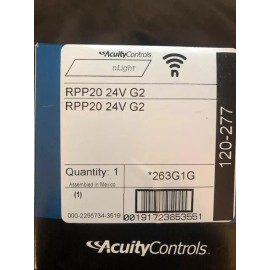 AcuityControls
nLight
RPP20 24V G2
RPP20 24V G2
Quantity: 1
*263G1G
Assembled in Mexico
(1)
000-2255734-3519
00191723853551
120-277
AcuityControls